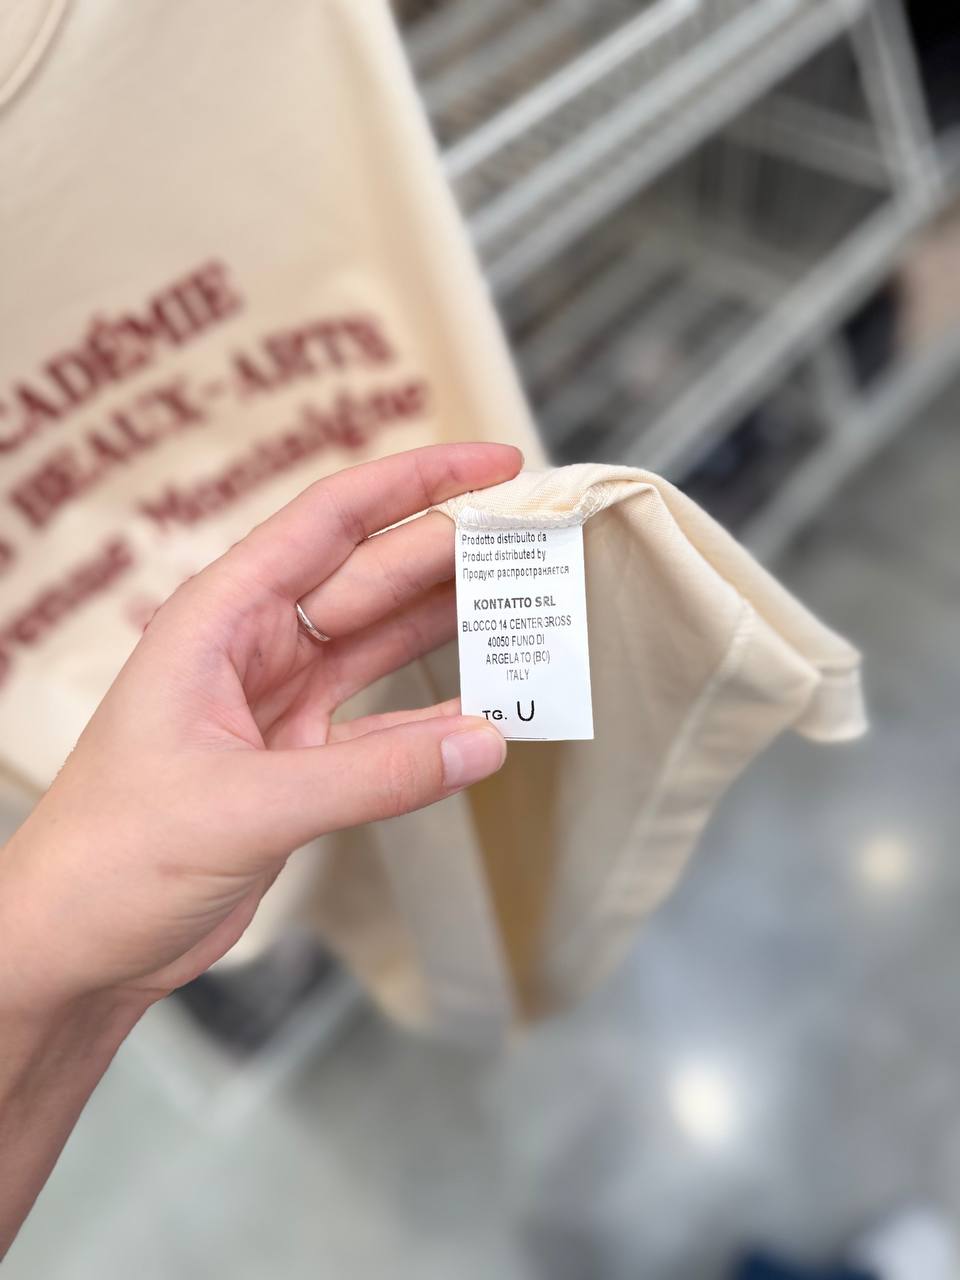 CADÉMIE
BEAUX-ARTS
Montaigne
Prodotto distribuito da
Product distributed by
Продукт распространяется
KONTATTO SRL
BLOCCO 14 CENTERGROSS
40050 FUNO DI
ARGELATO (BO)
ITALY
TG. U